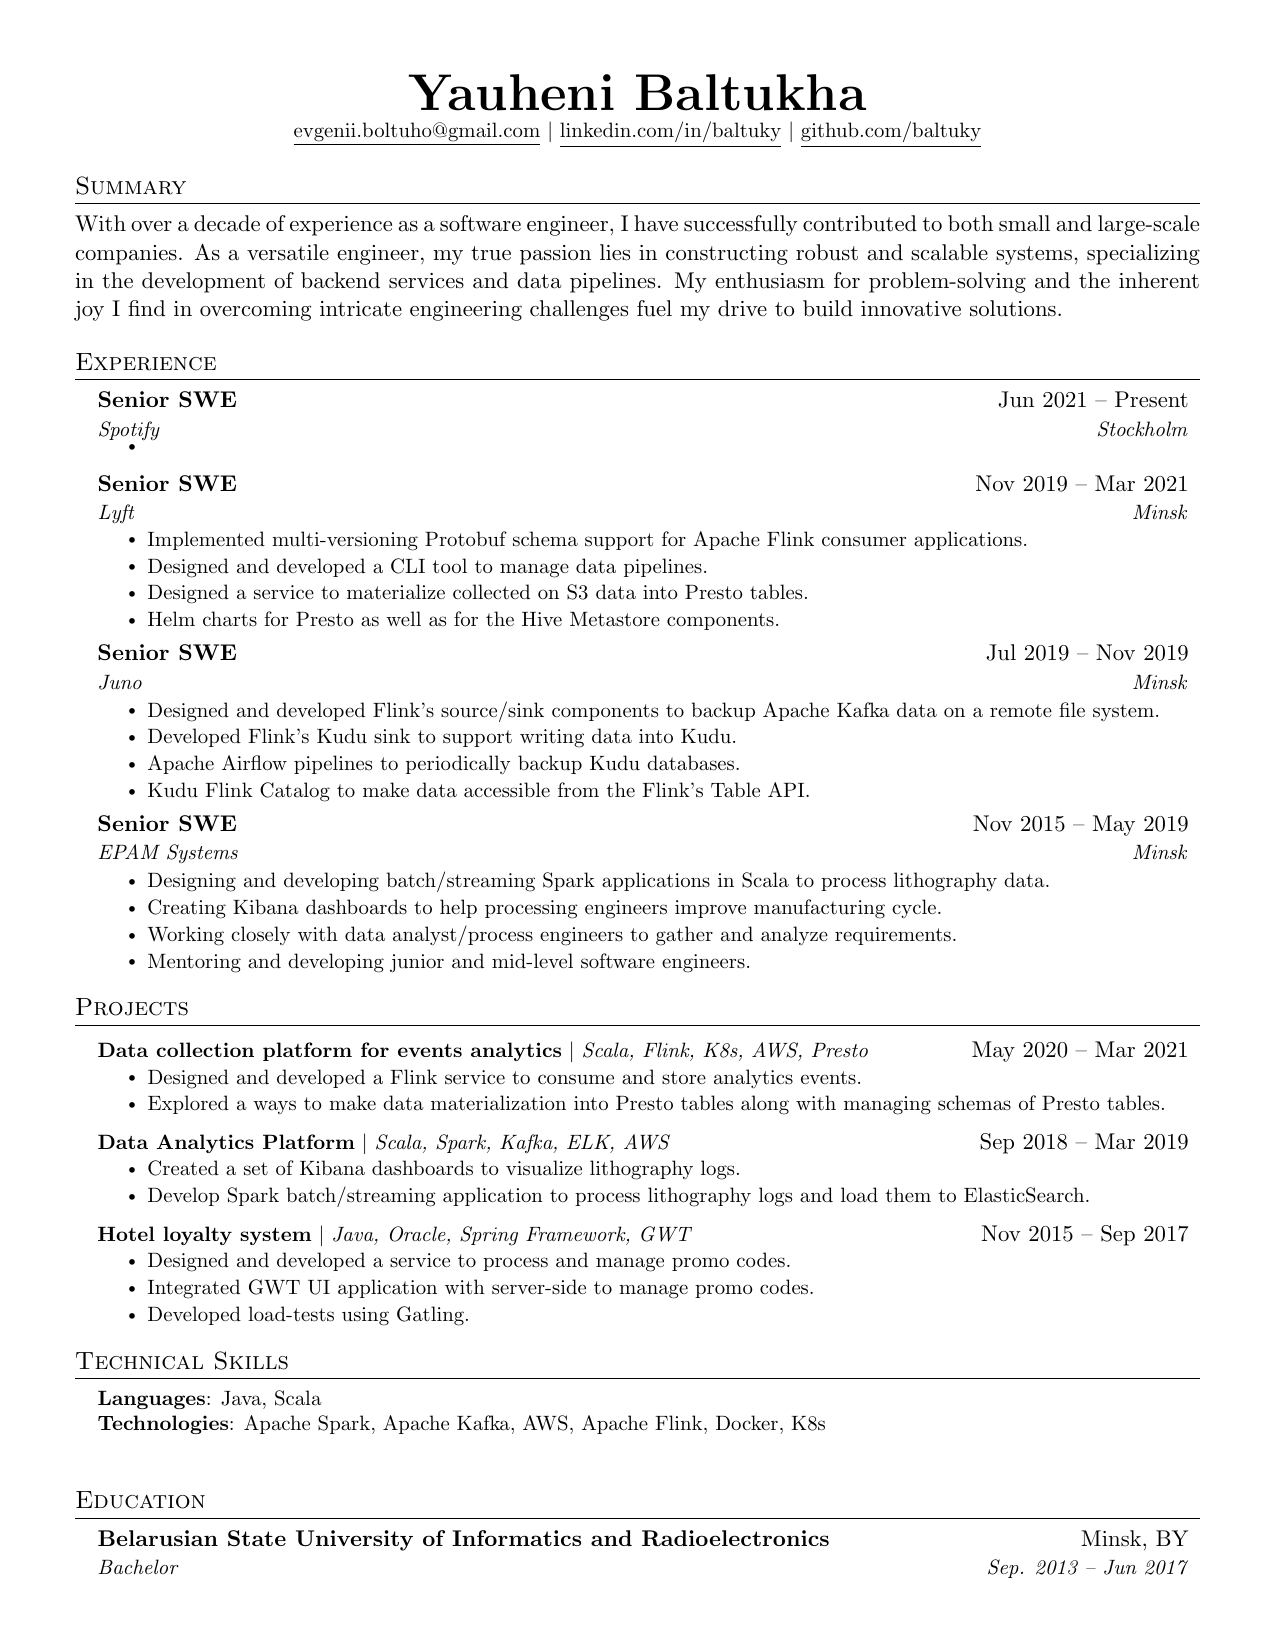 Yauheni Baltukha
evgenii.boltuho@gmail.com | linkedin.com/in/baltuky | github.com/baltuky
Summary
With over a decade of experience as a software engineer, I have successfully contributed to both small and large-scale
companies. As a versatile engineer, my true passion lies in constructing robust and scalable systems, specializing
in the development of backend services and data pipelines. My enthusiasm for problem-solving and the inherent
joy I find in overcoming intricate engineering challenges fuel my drive to build innovative solutions.
Experience
Senior SWE Jun 2021 – Present
Spotify Stockholm
•
Senior SWE Nov 2019 – Mar 2021
Lyft Minsk
• Implemented multi-versioning Protobuf schema support for Apache Flink consumer applications.
• Designed and developed a CLI tool to manage data pipelines.
• Designed a service to materialize collected on S3 data into Presto tables.
• Helm charts for Presto as well as for the Hive Metastore components.
Senior SWE Jul 2019 – Nov 2019
Juno Minsk
• Designed and developed Flink's source/sink components to backup Apache Kafka data on a remote file system.
• Developed Flink's Kudu sink to support writing data into Kudu.
• Apache Airflow pipelines to periodically backup Kudu databases.
• Kudu Flink Catalog to make data accessible from the Flink's Table API.
Senior SWE Nov 2015 – May 2019
EPAM Systems Minsk
• Designing and developing batch/streaming Spark applications in Scala to process lithography data.
• Creating Kibana dashboards to help processing engineers improve manufacturing cycle.
• Working closely with data analyst/process engineers to gather and analyze requirements.
• Mentoring and developing junior and mid-level software engineers.
Projects
Data collection platform for events analytics | Scala, Flink, K8s, AWS, Presto May 2020 – Mar 2021
• Designed and developed a Flink service to consume and store analytics events.
• Explored a ways to make data materialization into Presto tables along with managing schemas of Presto tables.
Data Analytics Platform | Scala, Spark, Kafka, ELK, AWS Sep 2018 – Mar 2019
• Created a set of Kibana dashboards to visualize lithography logs.
• Develop Spark batch/streaming application to process lithography logs and load them to ElasticSearch.
Hotel loyalty system | Java, Oracle, Spring Framework, GWT Nov 2015 – Sep 2017
• Designed and developed a service to process and manage promo codes.
• Integrated GWT UI application with server-side to manage promo codes.
• Developed load-tests using Gatling.
Technical Skills
Languages: Java, Scala
Technologies: Apache Spark, Apache Kafka, AWS, Apache Flink, Docker, K8s
Education
Belarusian State University of Informatics and Radioelectronics Minsk, BY
Bachelor Sep. 2013 – Jun 2017